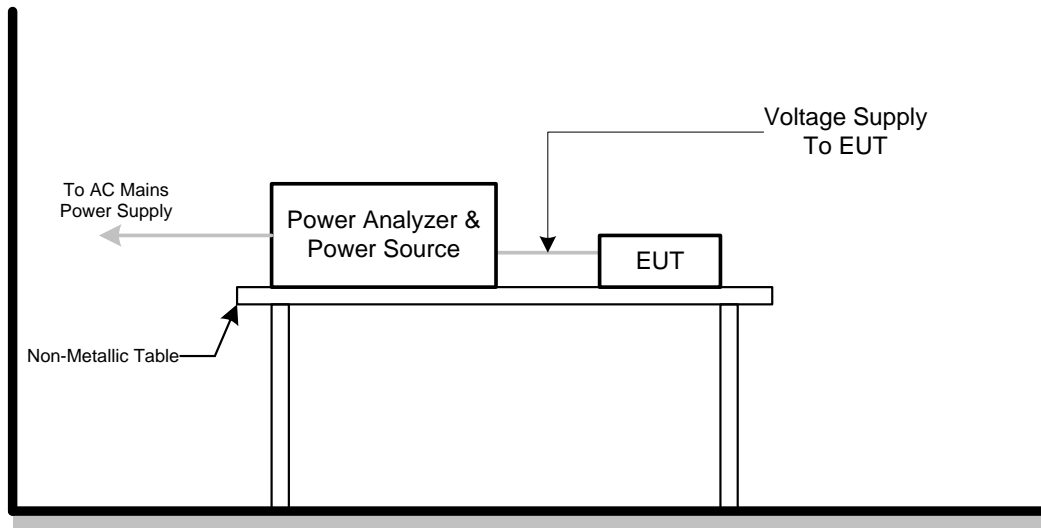 Voltage Supply
To EUT
To AC Mains
Power Supply
Power Analyzer &
Power Source
EUT
Non-Metallic Table